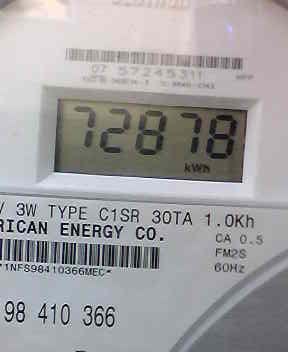 07 57245311
72878
kWh
/ 3W TYPE C1SR 30TA 1.0Kh
RICAN ENERGY CO.
CA 0.5
FM2S
60Hz
*1NFS98410366MEC*
98 410 366